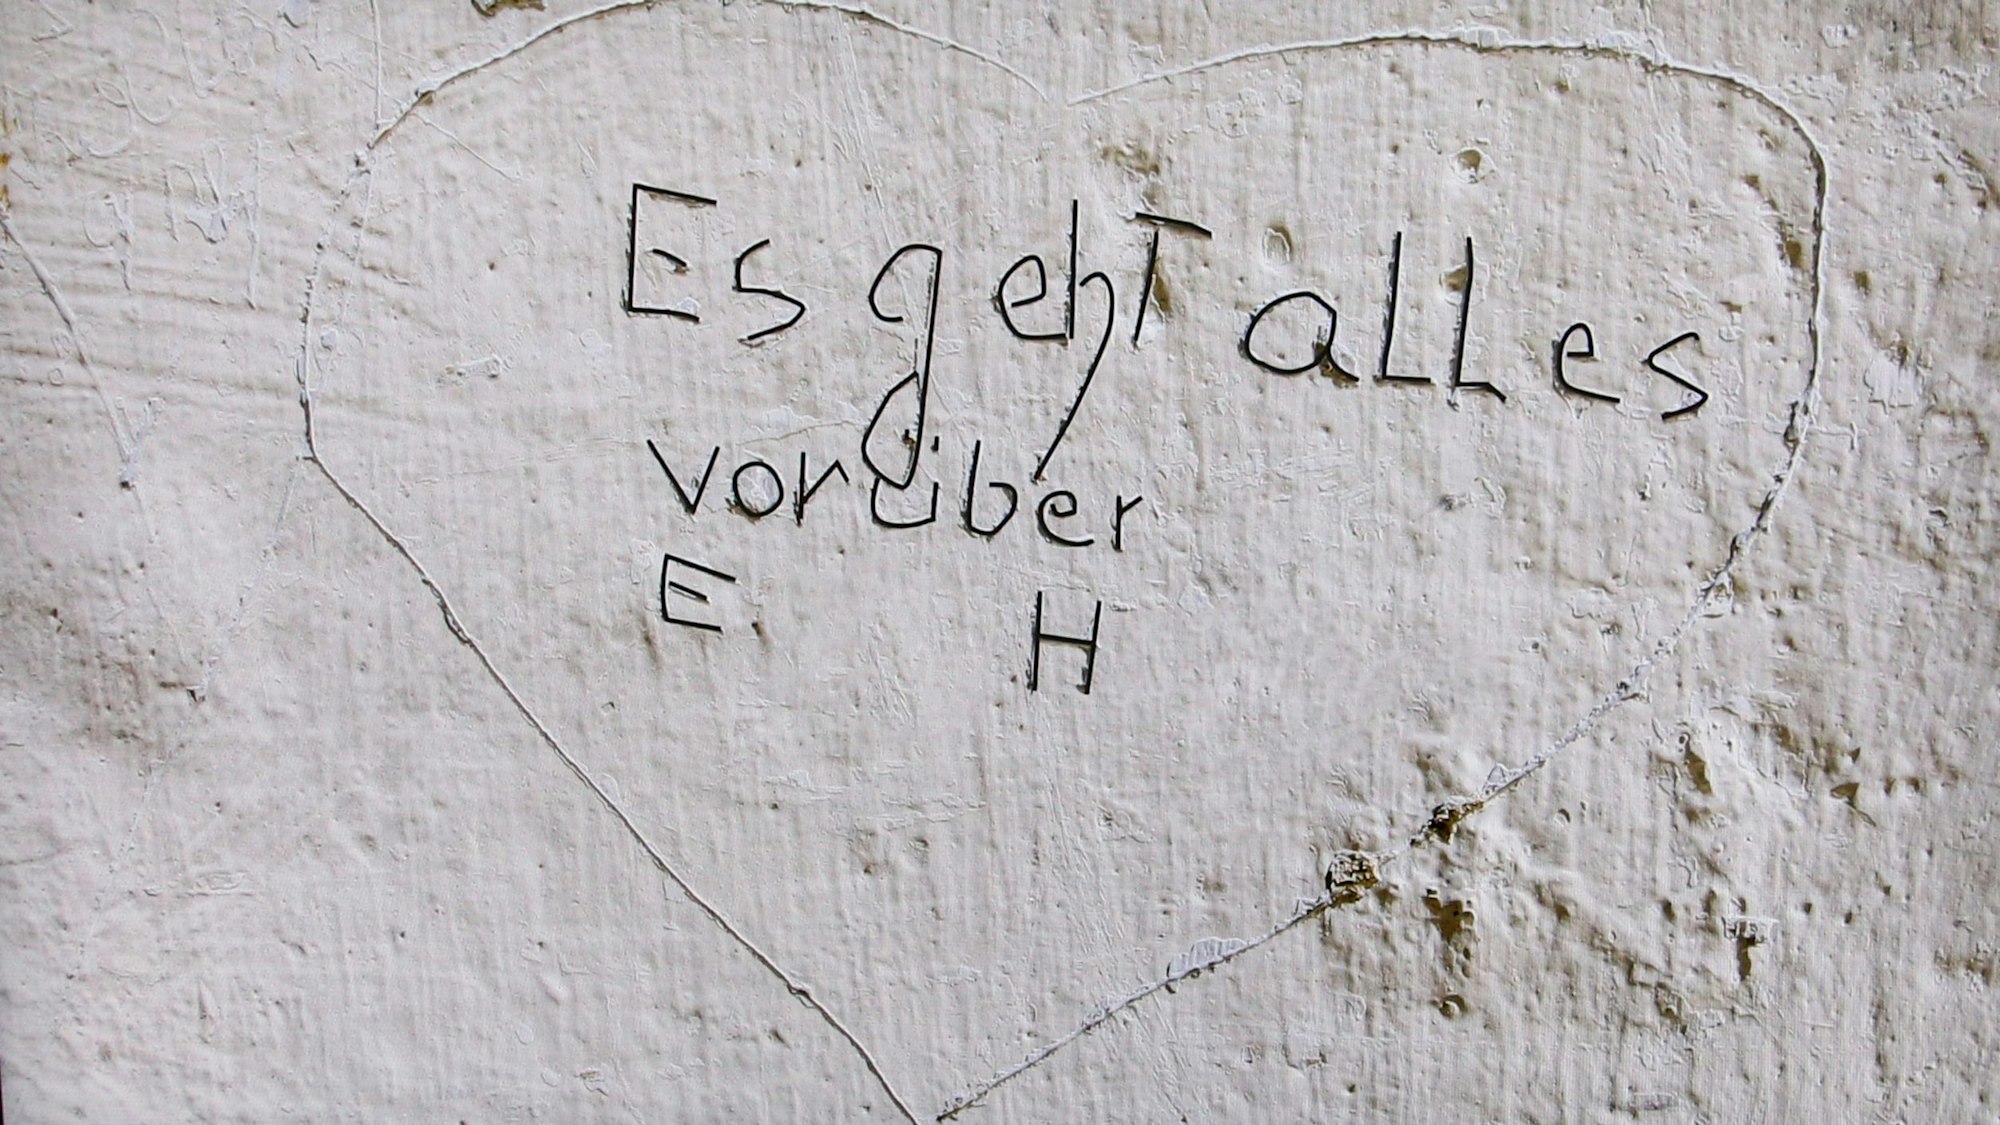 Es gehT aLLes
vorüber
E H